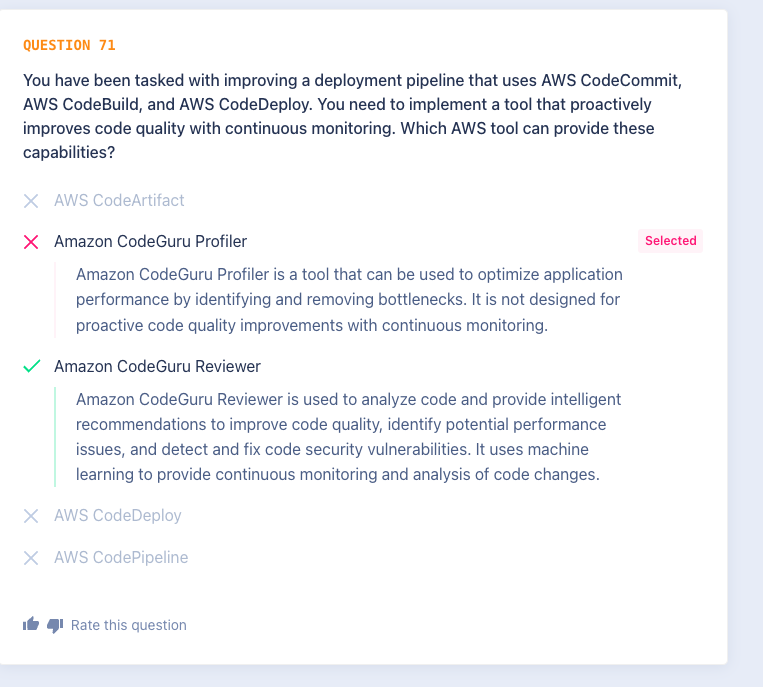 QUESTION 71
You have been tasked with improving a deployment pipeline that uses AWS CodeCommit,
AWS CodeBuild, and AWS CodeDeploy. You need to implement a tool that proactively
improves code quality with continuous monitoring. Which AWS tool can provide these
capabilities?
AWS CodeArtifact
Amazon CodeGuru Profiler
Selected
Amazon CodeGuru Profiler is a tool that can be used to optimize application
performance by identifying and removing bottlenecks. It is not designed for
proactive code quality improvements with continuous monitoring.
Amazon CodeGuru Reviewer
Amazon CodeGuru Reviewer is used to analyze code and provide intelligent
recommendations to improve code quality, identify potential performance
issues, and detect and fix code security vulnerabilities. It uses machine
learning to provide continuous monitoring and analysis of code changes.
AWS CodeDeploy
AWS CodePipeline
Rate this question